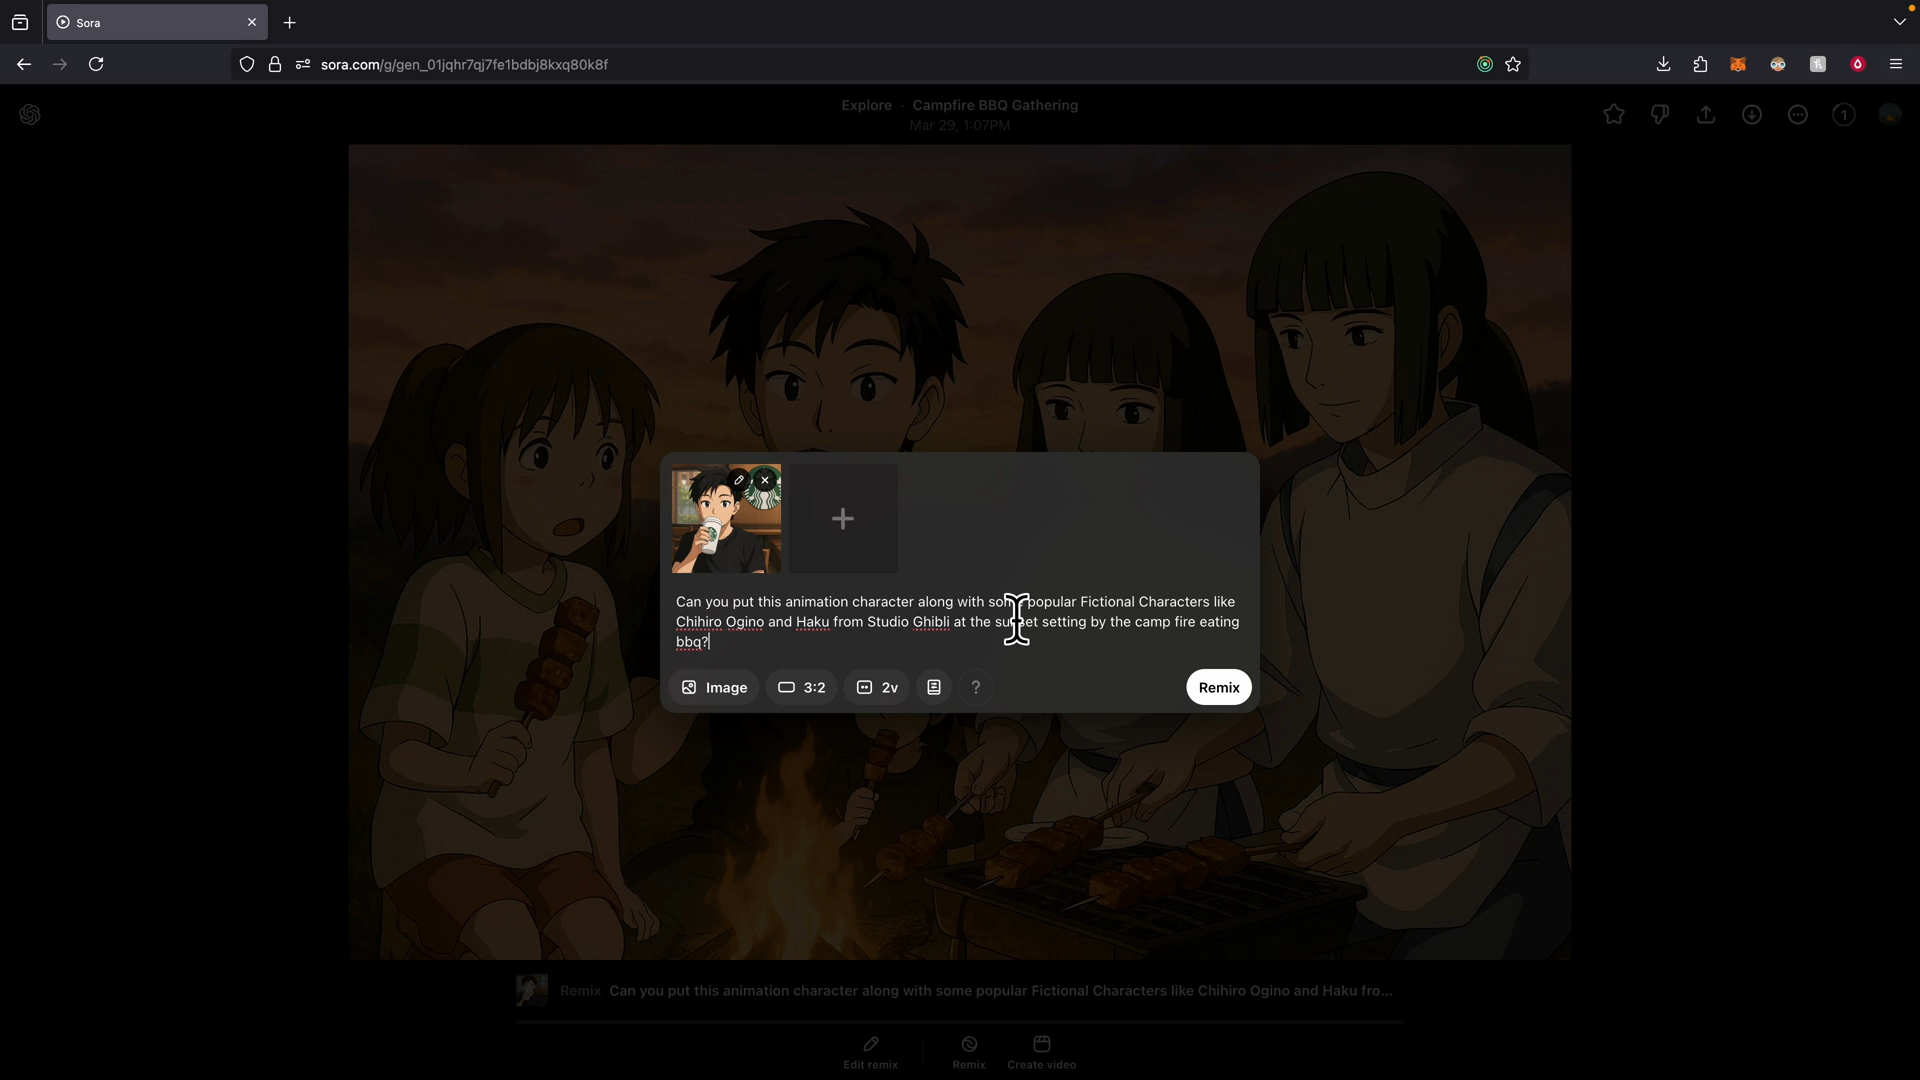 Sora
sora.com/g/gen_01jqhr7qj7fe1bdbj8kxq80k8f
Explore · Campfire BBQ Gathering
Mar 29, 1:07PM
1
Can you put this animation character along with some popular Fictional Characters like
Chihiro Ogino and Haku from Studio Ghibli at the sunset setting by the camp fire eating
bbq?
Image
3:2
2v
?
Remix
Remix Can you put this animation character along with some popular Fictional Characters like Chihiro Ogino and Haku fro...
Edit remix
Remix
Create video